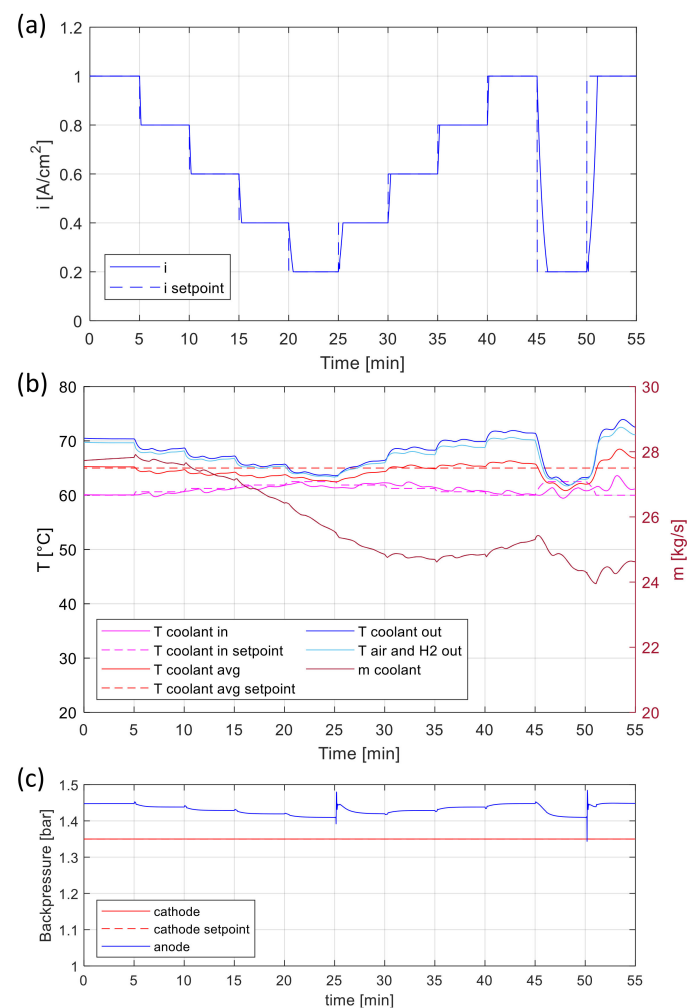 (a)
1.2
1
0.8
0.6
0.4
0.2
0
i [A/cm2]
i
i setpoint
0 5 10 15 20 25 30 35 40 45 50 55
Time [min]
(b)
80
70
60
50
40
30
20
T [°C]
30
28
26
24
22
20
m [kg/s]
T coolant in
T coolant in setpoint
T coolant avg
T coolant avg setpoint
T coolant out
T air and H2 out
m coolant
0 5 10 15 20 25 30 35 40 45 50 55
Time [min]
(c)
1.5
1.4
1.3
1.2
1.1
1
Backpressure [bar]
cathode
cathode setpoint
anode
0 5 10 15 20 25 30 35 40 45 50 55
time [min]